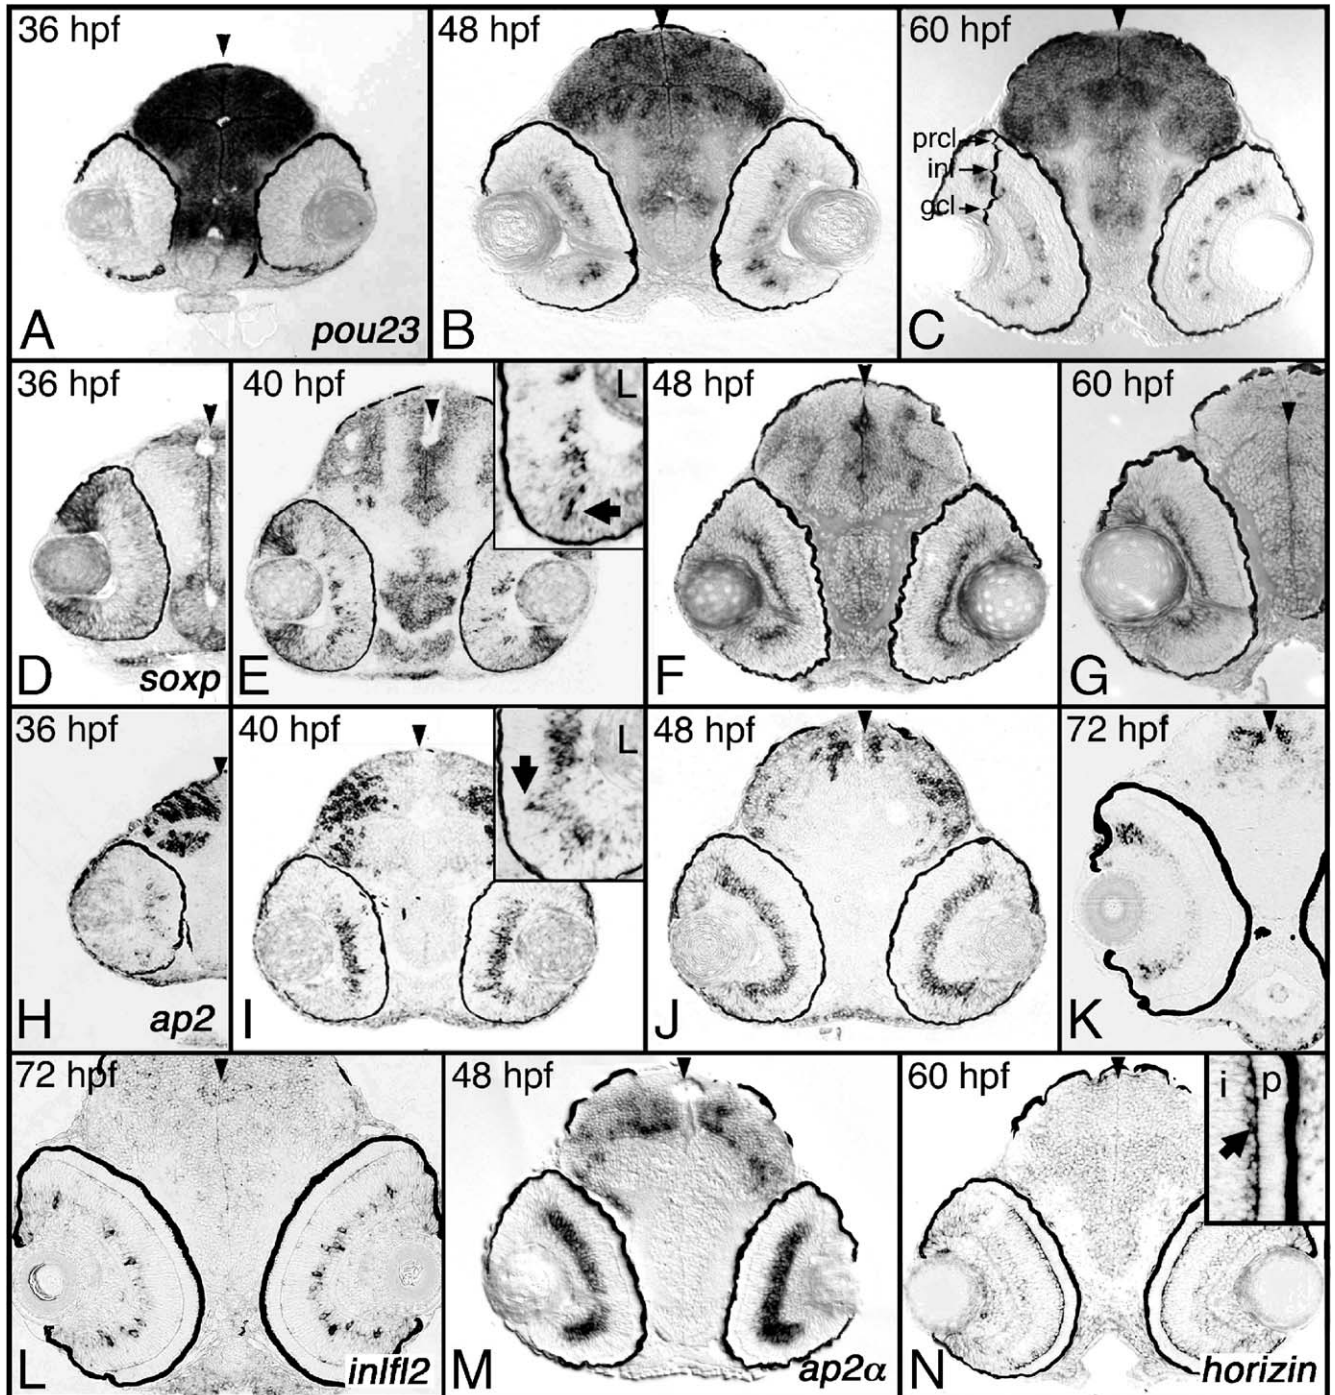 36 hpf
48 hpf
60 hpf
prcl
inl
gcl
A
pou23
B
C
36 hpf
40 hpf
L
48 hpf
60 hpf
D
soxp
E
F
G
36 hpf
40 hpf
L
48 hpf
72 hpf
H
ap2
I
J
K
72 hpf
48 hpf
60 hpf
i
p
L
inlfl2
M
ap2α
N
horizin